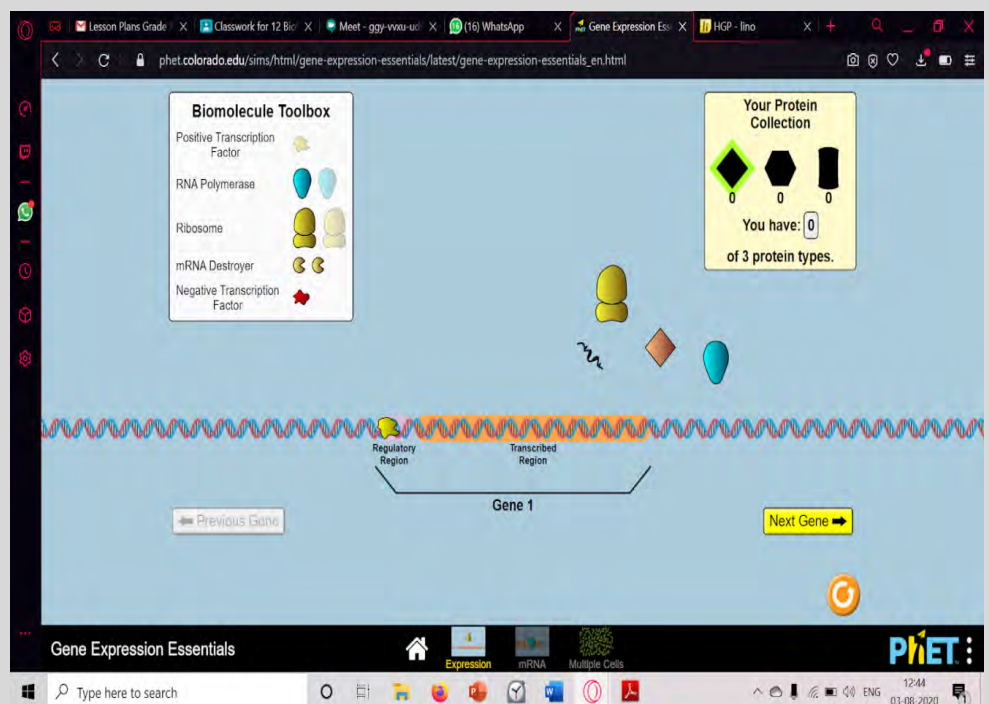 Lesson Plans Grade
Classwork for 12 Bio
Meet - ggy-vvxu-ud
(16) WhatsApp
Gene Expression Ess
HGP - lino
phet.colorado.edu/sims/html/gene-expression-essentials/latest/gene-expression-essentials_en.html
Biomolecule Toolbox
Positive Transcription
Factor
RNA Polymerase
Ribosome
mRNA Destroyer
Negative Transcription
Factor
Your Protein
Collection
0 0 0
You have: 0
of 3 protein types.
Regulatory
Region
Transcribed
Region
Gene 1
Previous Gene
Next Gene
Gene Expression Essentials
Expression
mRNA
Multiple Cells
PhET
Type here to search
ENG
12:44
03-08-2020